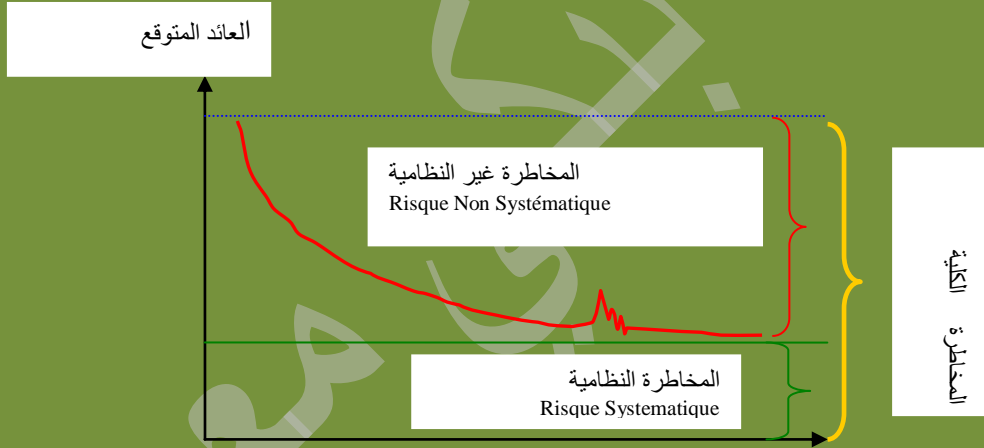 العائد المتوقع
المخاطرة غير النظامية
Risque Non Systématique
المخاطرة الكلية
المخاطرة النظامية
Risque Systematique